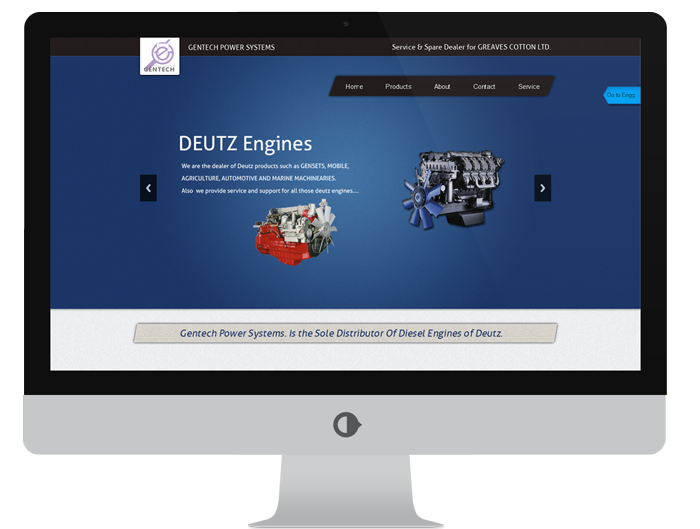 GENTECH
GENTECH POWER SYSTEMS
Service & Spare Dealer for GREAVES COTTON LTD.
Home Products About Contact Service
Go to Engg
DEUTZ Engines
We are the dealer of Deutz products such as GENSETS, MOBILE,
AGRICULTURE, AUTOMOTIVE AND MARINE MACHINEARIES.
Also we provide service and support for all those deutz engines....
Gentech Power Systems. Is the Sole Distributor Of Diesel Engines of Deutz.